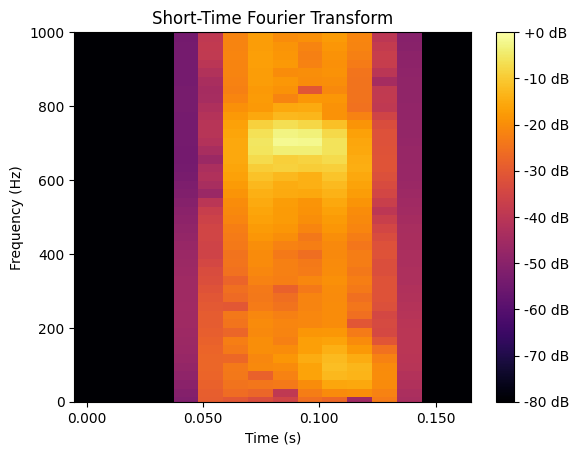 Short-Time Fourier Transform
1000
800
600
400
200
0
Frequency (Hz)
0.000
0.050
0.100
0.150
Time (s)
+0 dB
-10 dB
-20 dB
-30 dB
-40 dB
-50 dB
-60 dB
-70 dB
-80 dB